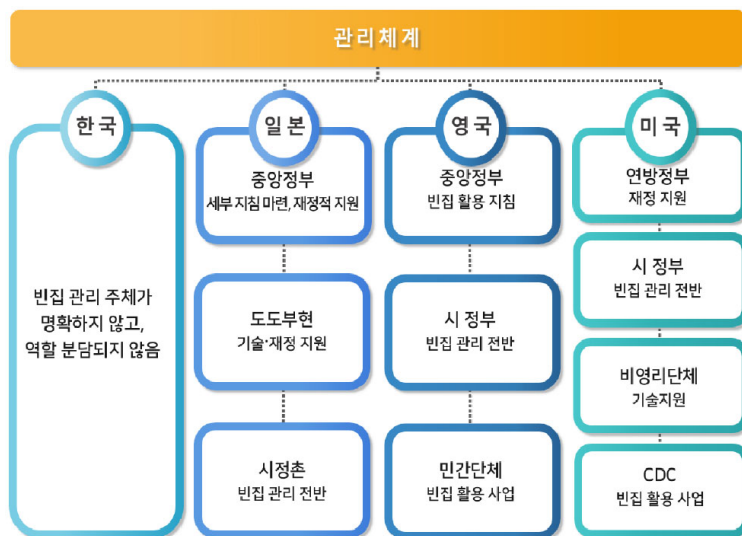 관리체계
한국
빈집 관리 주체가
명확하지 않고,
역할 분담되지 않음
일본
중앙정부
세부 지침 마련, 재정적 지원
도도부현
기술·재정 지원
시정촌
빈집 관리 전반
영국
중앙정부
빈집 활용 지침
시 정부
빈집 관리 전반
민간단체
빈집 활용 사업
미국
연방정부
재정 지원
시 정부
빈집 관리 전반
비영리단체
기술지원
CDC
빈집 활용 사업